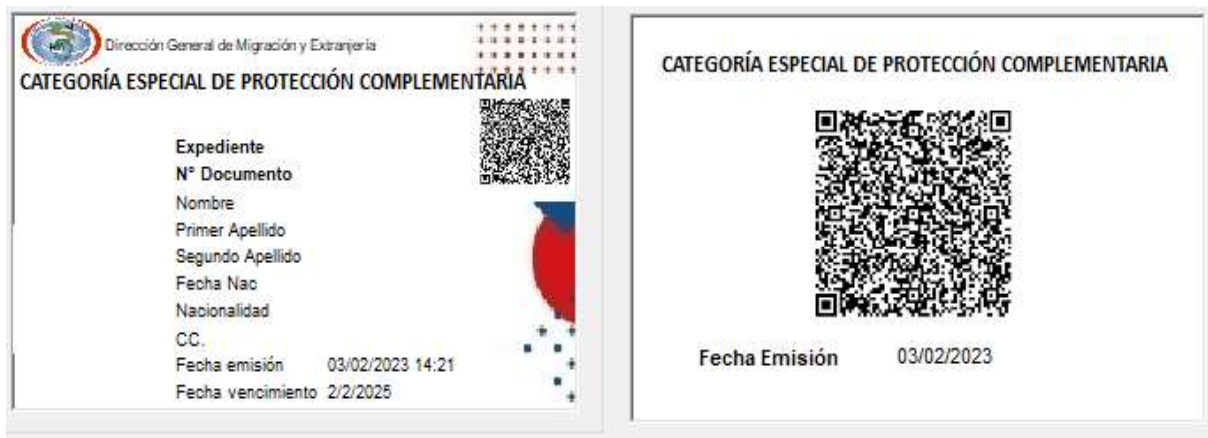 Dirección General de Migración y Extranjería
CATEGORÍA ESPECIAL DE PROTECCIÓN COMPLEMENTARIA
Expediente
N° Documento
Nombre
Primer Apellido
Segundo Apellido
Fecha Nac
Nacionalidad
CC.
Fecha emisión 03/02/2023 14:21
Fecha vencimiento 2/2/2025
CATEGORÍA ESPECIAL DE PROTECCIÓN COMPLEMENTARIA
Fecha Emisión 03/02/2023